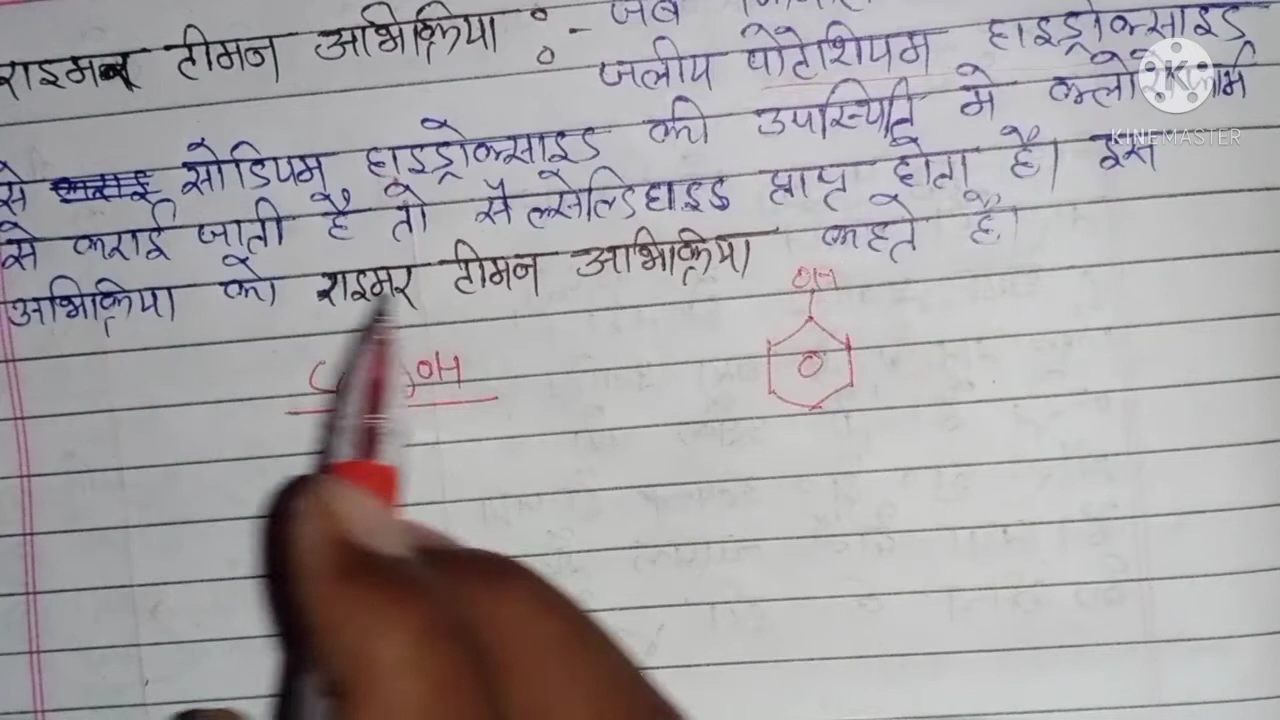 राइमर टीमन अभिक्रिया :- जब
जलीय पोटेशियम हाइड्रोक्साइड
से सोडियम हाइड्रोक्साइड की उपस्थिति मे क्लोरोफार्म
से कराई जाती है तो सैल्सेल्डिहाइड प्राप्त होता है। इस
अभिक्रिया को राइमर टीमन अभिक्रिया कहते है।
OH
OH
KINEMASTER